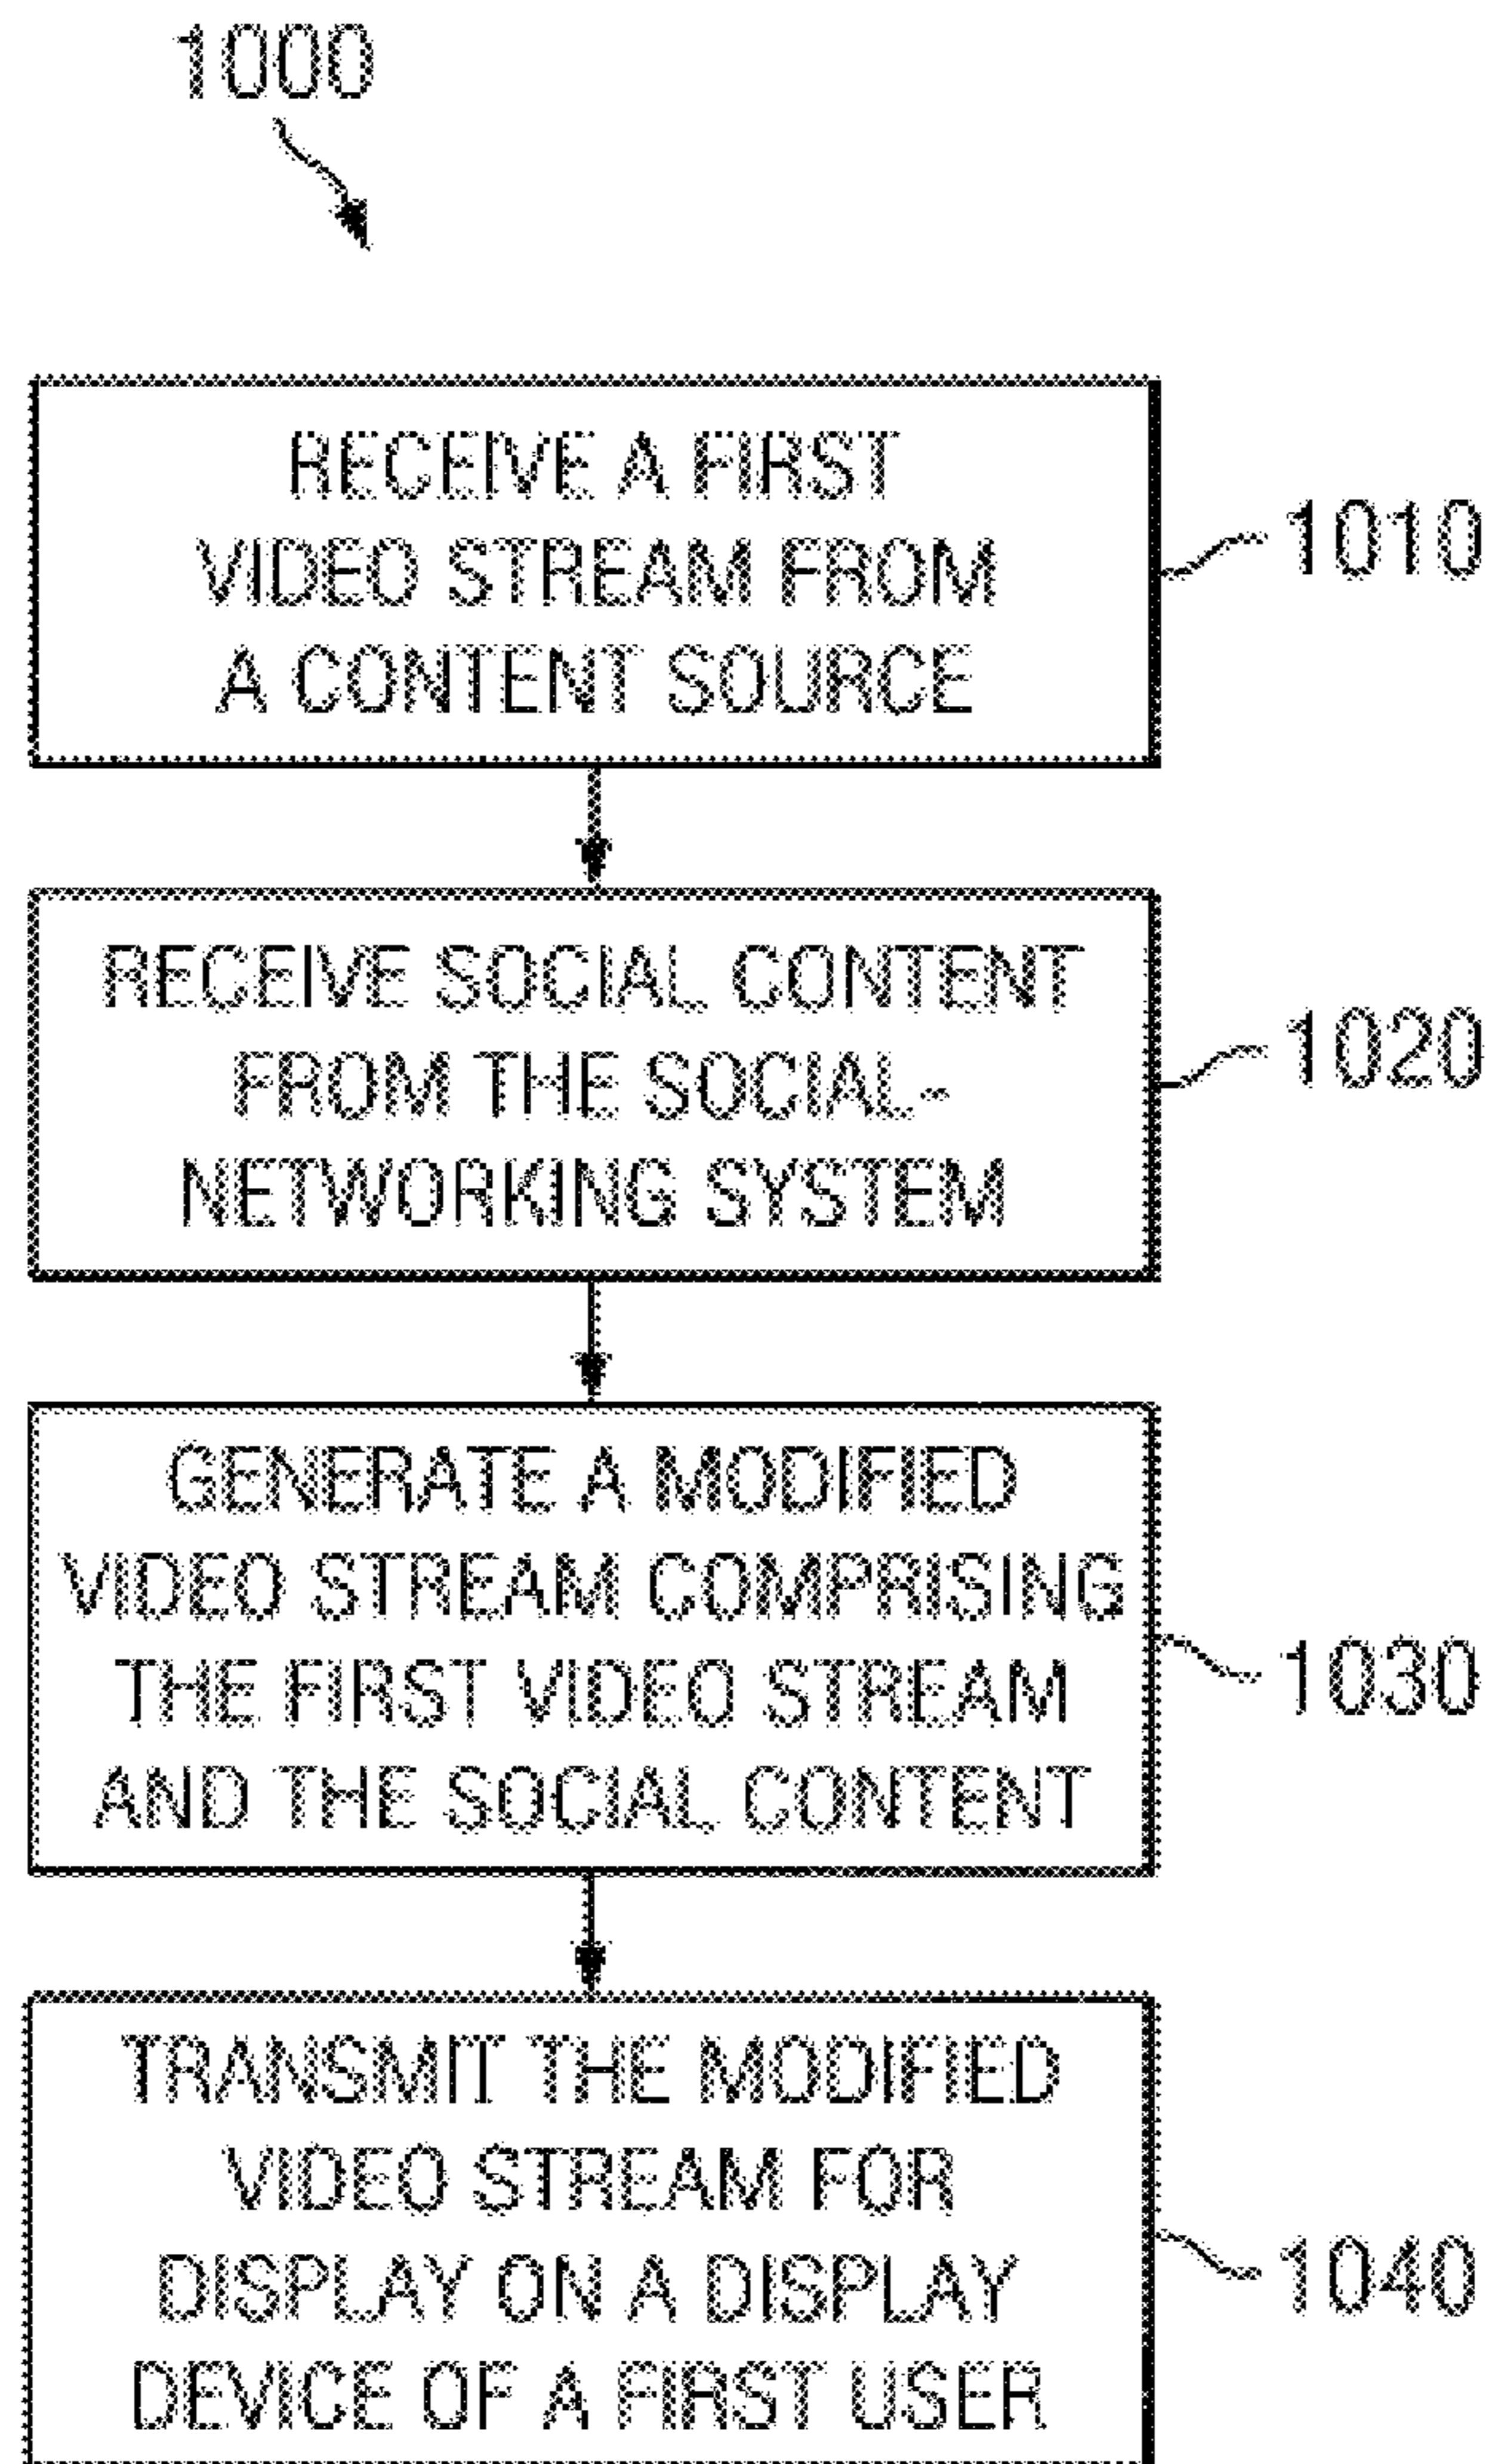 1000
RECEIVE A FIRST
VIDEO STREAM FROM
A CONTENT SOURCE
1010
RECEIVE SOCIAL CONTENT
FROM THE SOCIAL-
NETWORKING SYSTEM
1020
GENERATE A MODIFIED
VIDEO STREAM COMPRISING
THE FIRST VIDEO STREAM
AND THE SOCIAL CONTENT
1030
TRANSMIT THE MODIFIED
VIDEO STREAM FOR
DISPLAY ON A DISPLAY
DEVICE OF A FIRST USER
1040